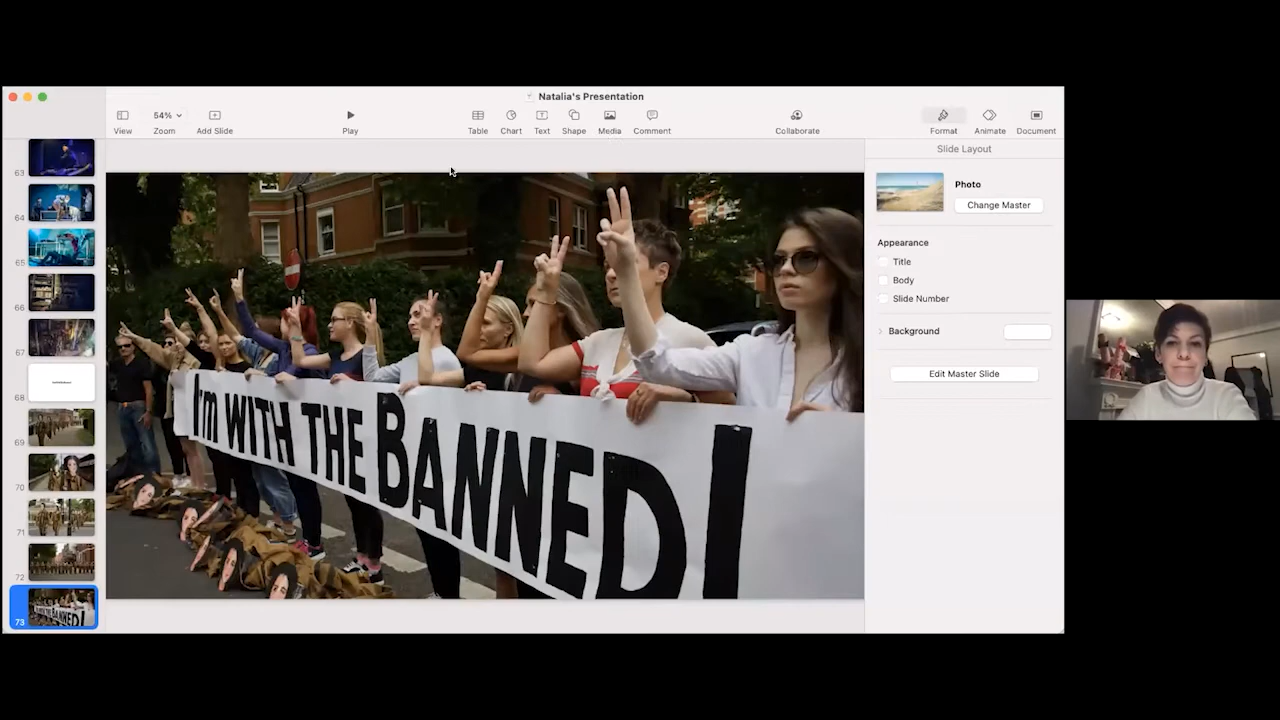 Natalia's Presentation
View
54%
Zoom
Add Slide
Play
Table
Chart
Text
Shape
Media
Comment
Collaborate
Format
Animate
Document
Slide Layout
Photo
Change Master
Appearance
Title
Body
Slide Number
Background
Edit Master Slide
63
64
65
66
67
68
69
70
71
72
73
I'm WITH THE BANNED!